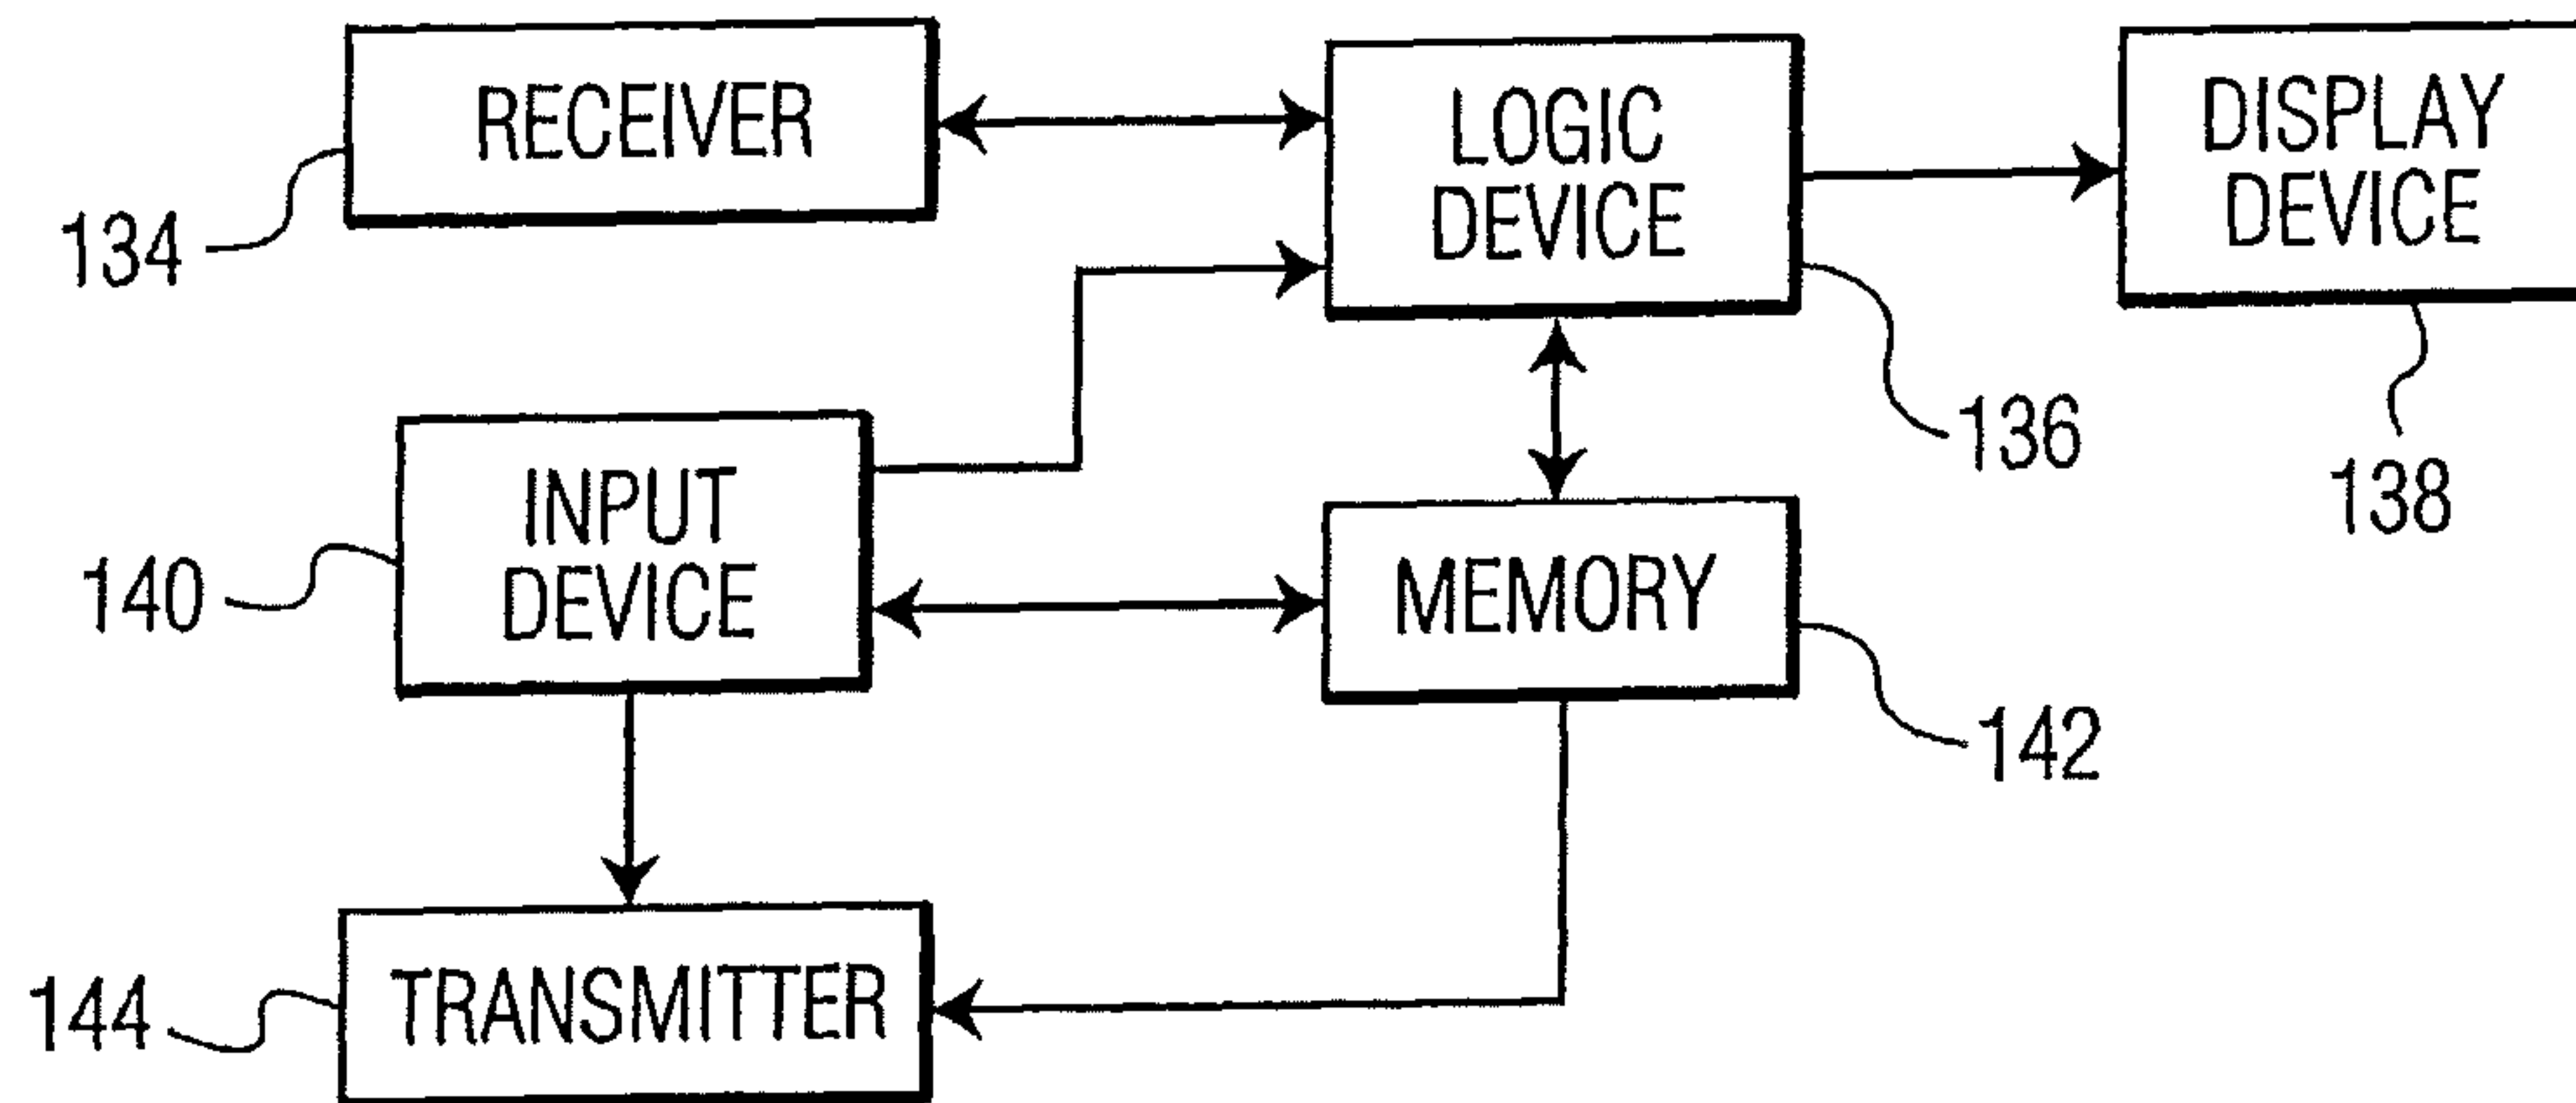 RECEIVER
134
LOGIC
DEVICE
136
DISPLAY
DEVICE
138
INPUT
DEVICE
140
MEMORY
142
TRANSMITTER
144